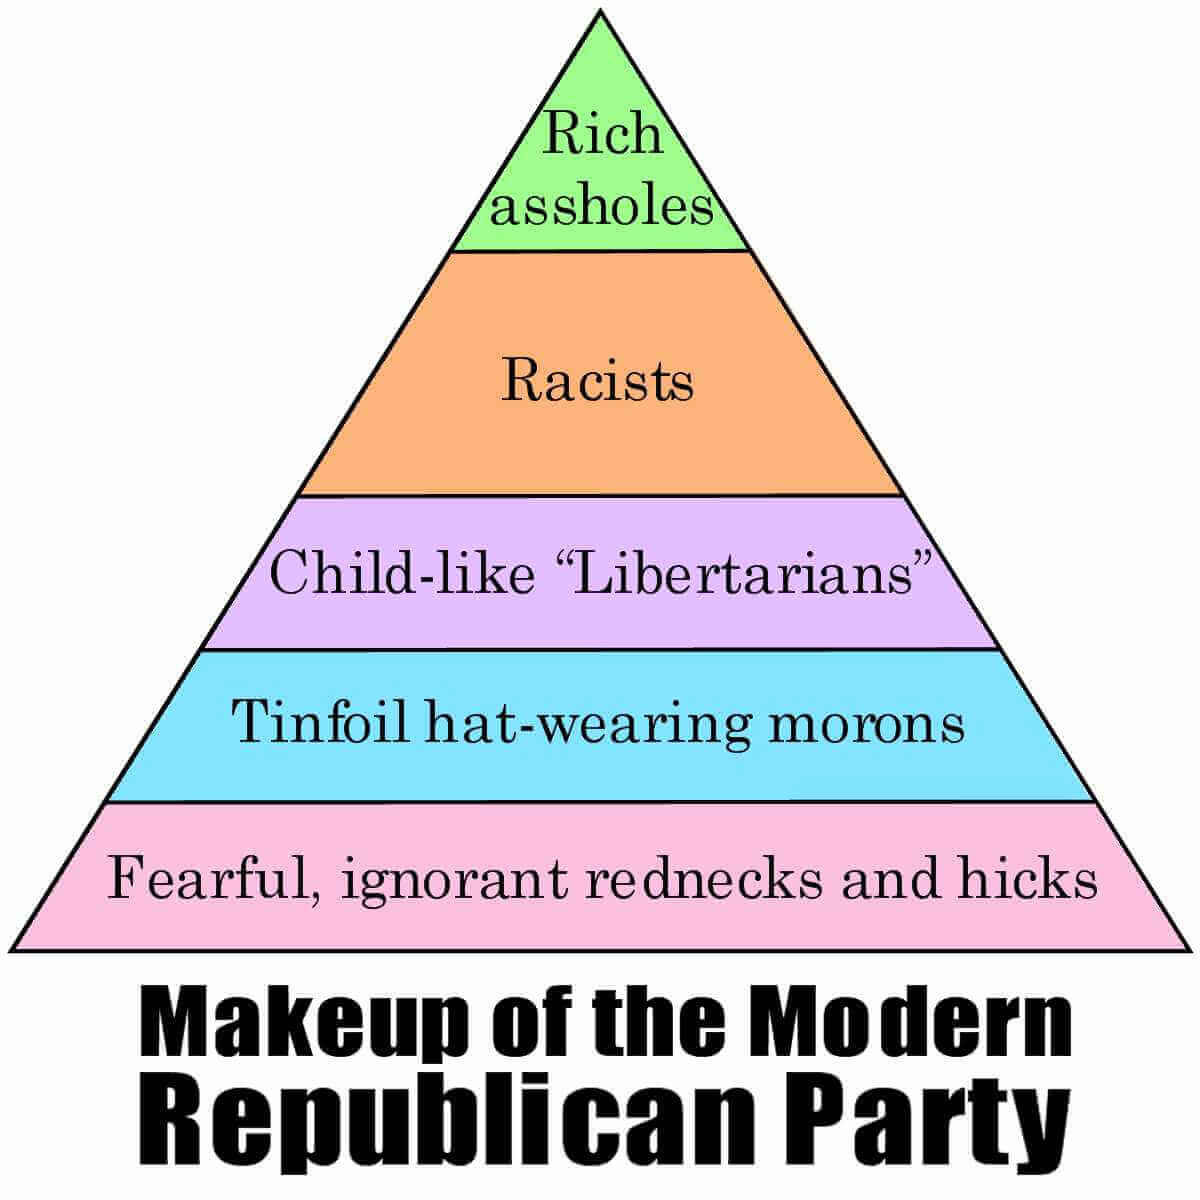 Rich
assholes
Racists
Child-like “Libertarians”
Tinfoil hat-wearing morons
Fearful, ignorant rednecks and hicks
Makeup of the Modern
Republican Party